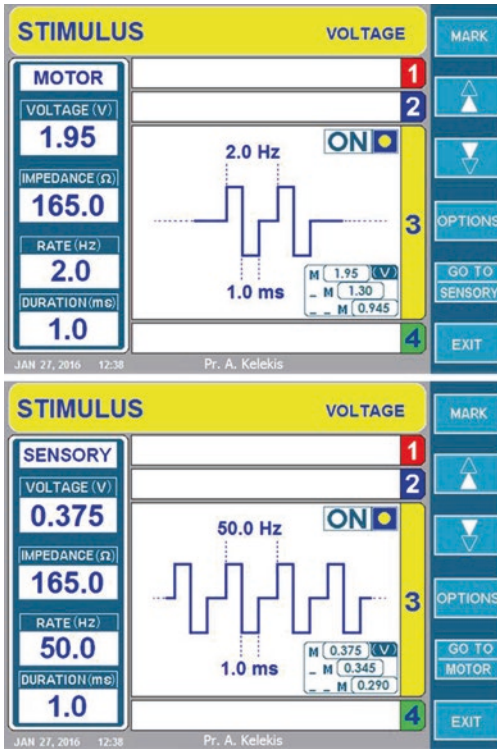 STIMULUS VOLTAGE MARK
MOTOR 1
VOLTAGE (V) 2
1.95 ON
2.0 Hz
IMPEDANCE (Ω)
165.0 3 OPTIONS
RATE (HZ) M 1.95 (V) GO TO
2.0 1.0 ms _ M 1.30 SENSORY
DURATION (ms) _ _ M 0.945
1.0 4 EXIT
JAN 27, 2016 12:38 Pr. A. Kelekis
STIMULUS VOLTAGE MARK
SENSORY 1
VOLTAGE (V) 2
0.375 ON
50.0 Hz
IMPEDANCE (Ω)
165.0 3 OPTIONS
RATE (HZ) M 0.375 (V) GO TO
50.0 1.0 ms _ M 0.345 MOTOR
DURATION (ms) _ _ M 0.290
1.0 4 EXIT
JAN 27, 2016 12:38 Pr. A. Kelekis